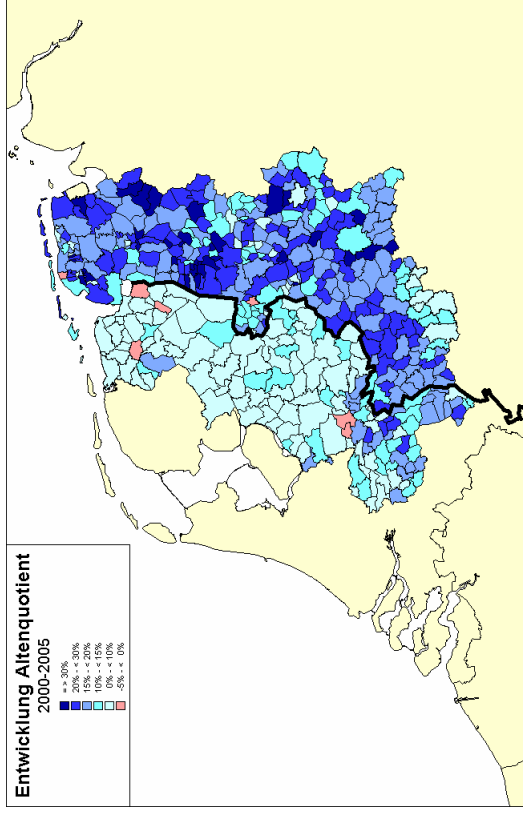 Entwicklung Altenquotient
2000-2005
= > 30%
20% - < 30%
15% - < 20%
10% - < 15%
0% - < 10%
-5% - < 0%